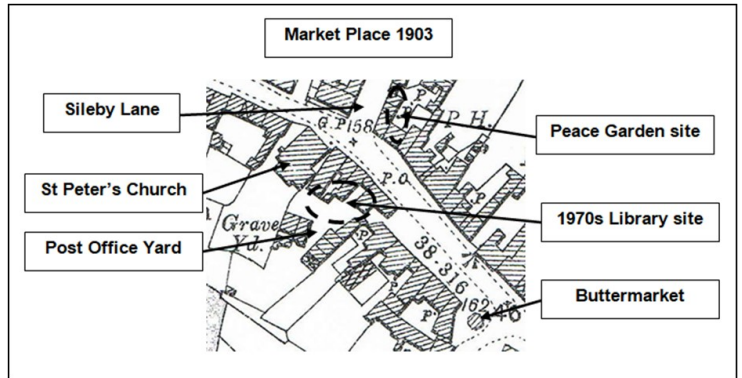 Market Place 1903
Sileby Lane
Peace Garden site
St Peter's Church
1970s Library site
Post Office Yard
Buttermarket
P.
P.H.
G.P.
158
P.O.
P.
Grave
Yd.
P.
38·316
P.
P.
162
46